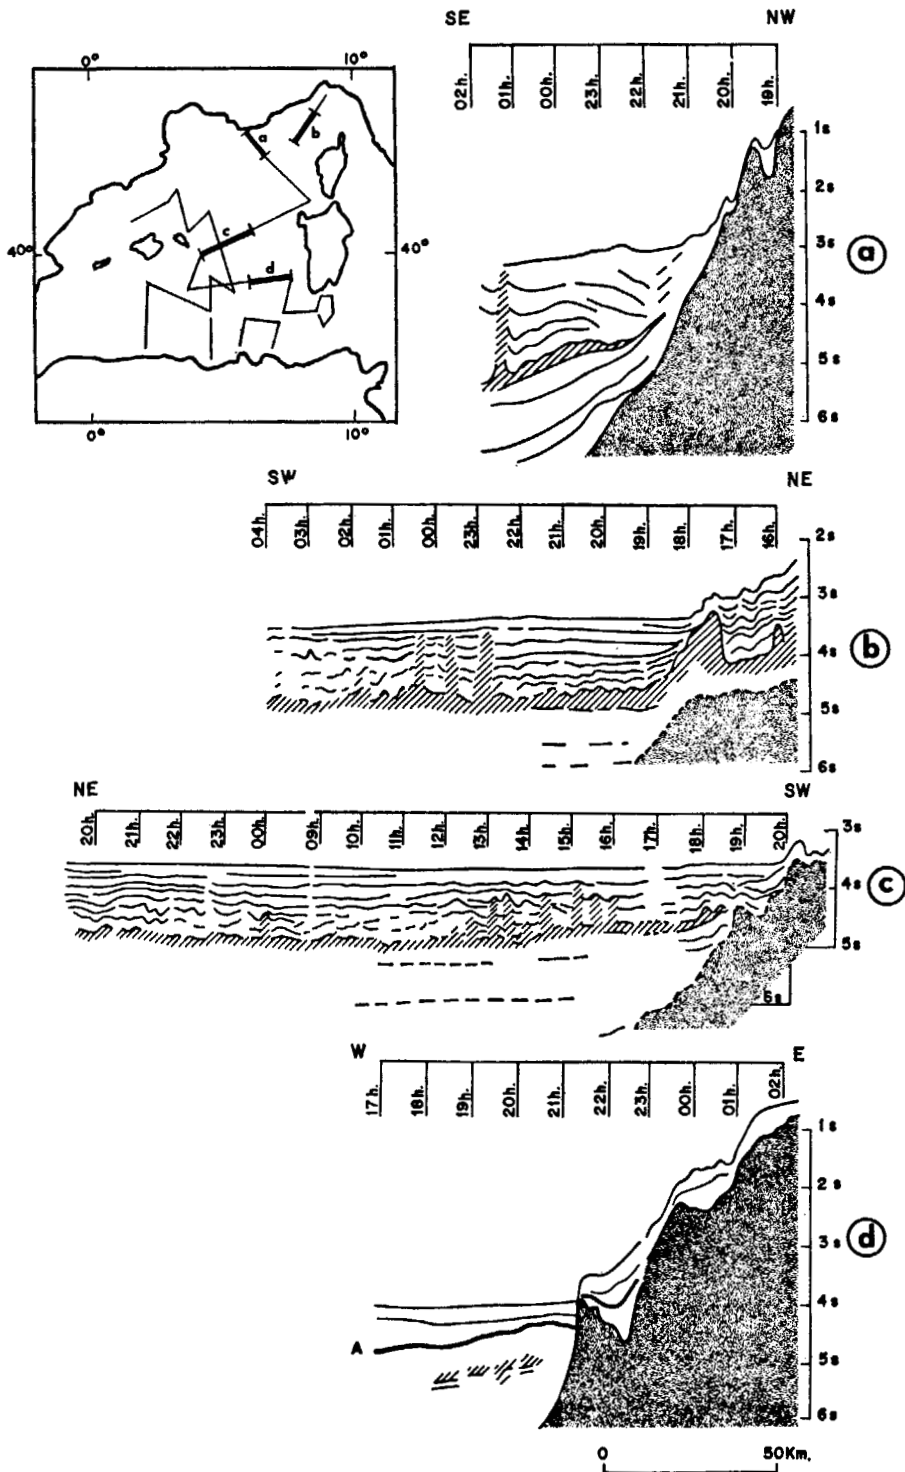 0° 10°
a b
c
d
40° 40°
0° 10°
SE NW
02h. 01h. 00h. 23h. 22h. 21h. 20h. 19h.
1s
2s
3s
4s
5s
6s
a
SW NE
04h. 03h. 02h. 01h. 00h. 23h. 22h. 21h. 20h. 19h. 18h. 17h. 16h.
2s
3s
4s
5s
6s
b
NE SW
20h. 21h. 22h. 23h. 00h. 09h. 10h. 11h. 12h. 13h. 14h. 15h. 16h. 17h. 18h. 19h. 20h.
3s
4s
5s
6s
c
W E
17h. 18h. 19h. 20h. 21h. 22h. 23h. 00h. 01h. 02h.
1s
2s
3s
4s
5s
6s
d
A
0 50Km.